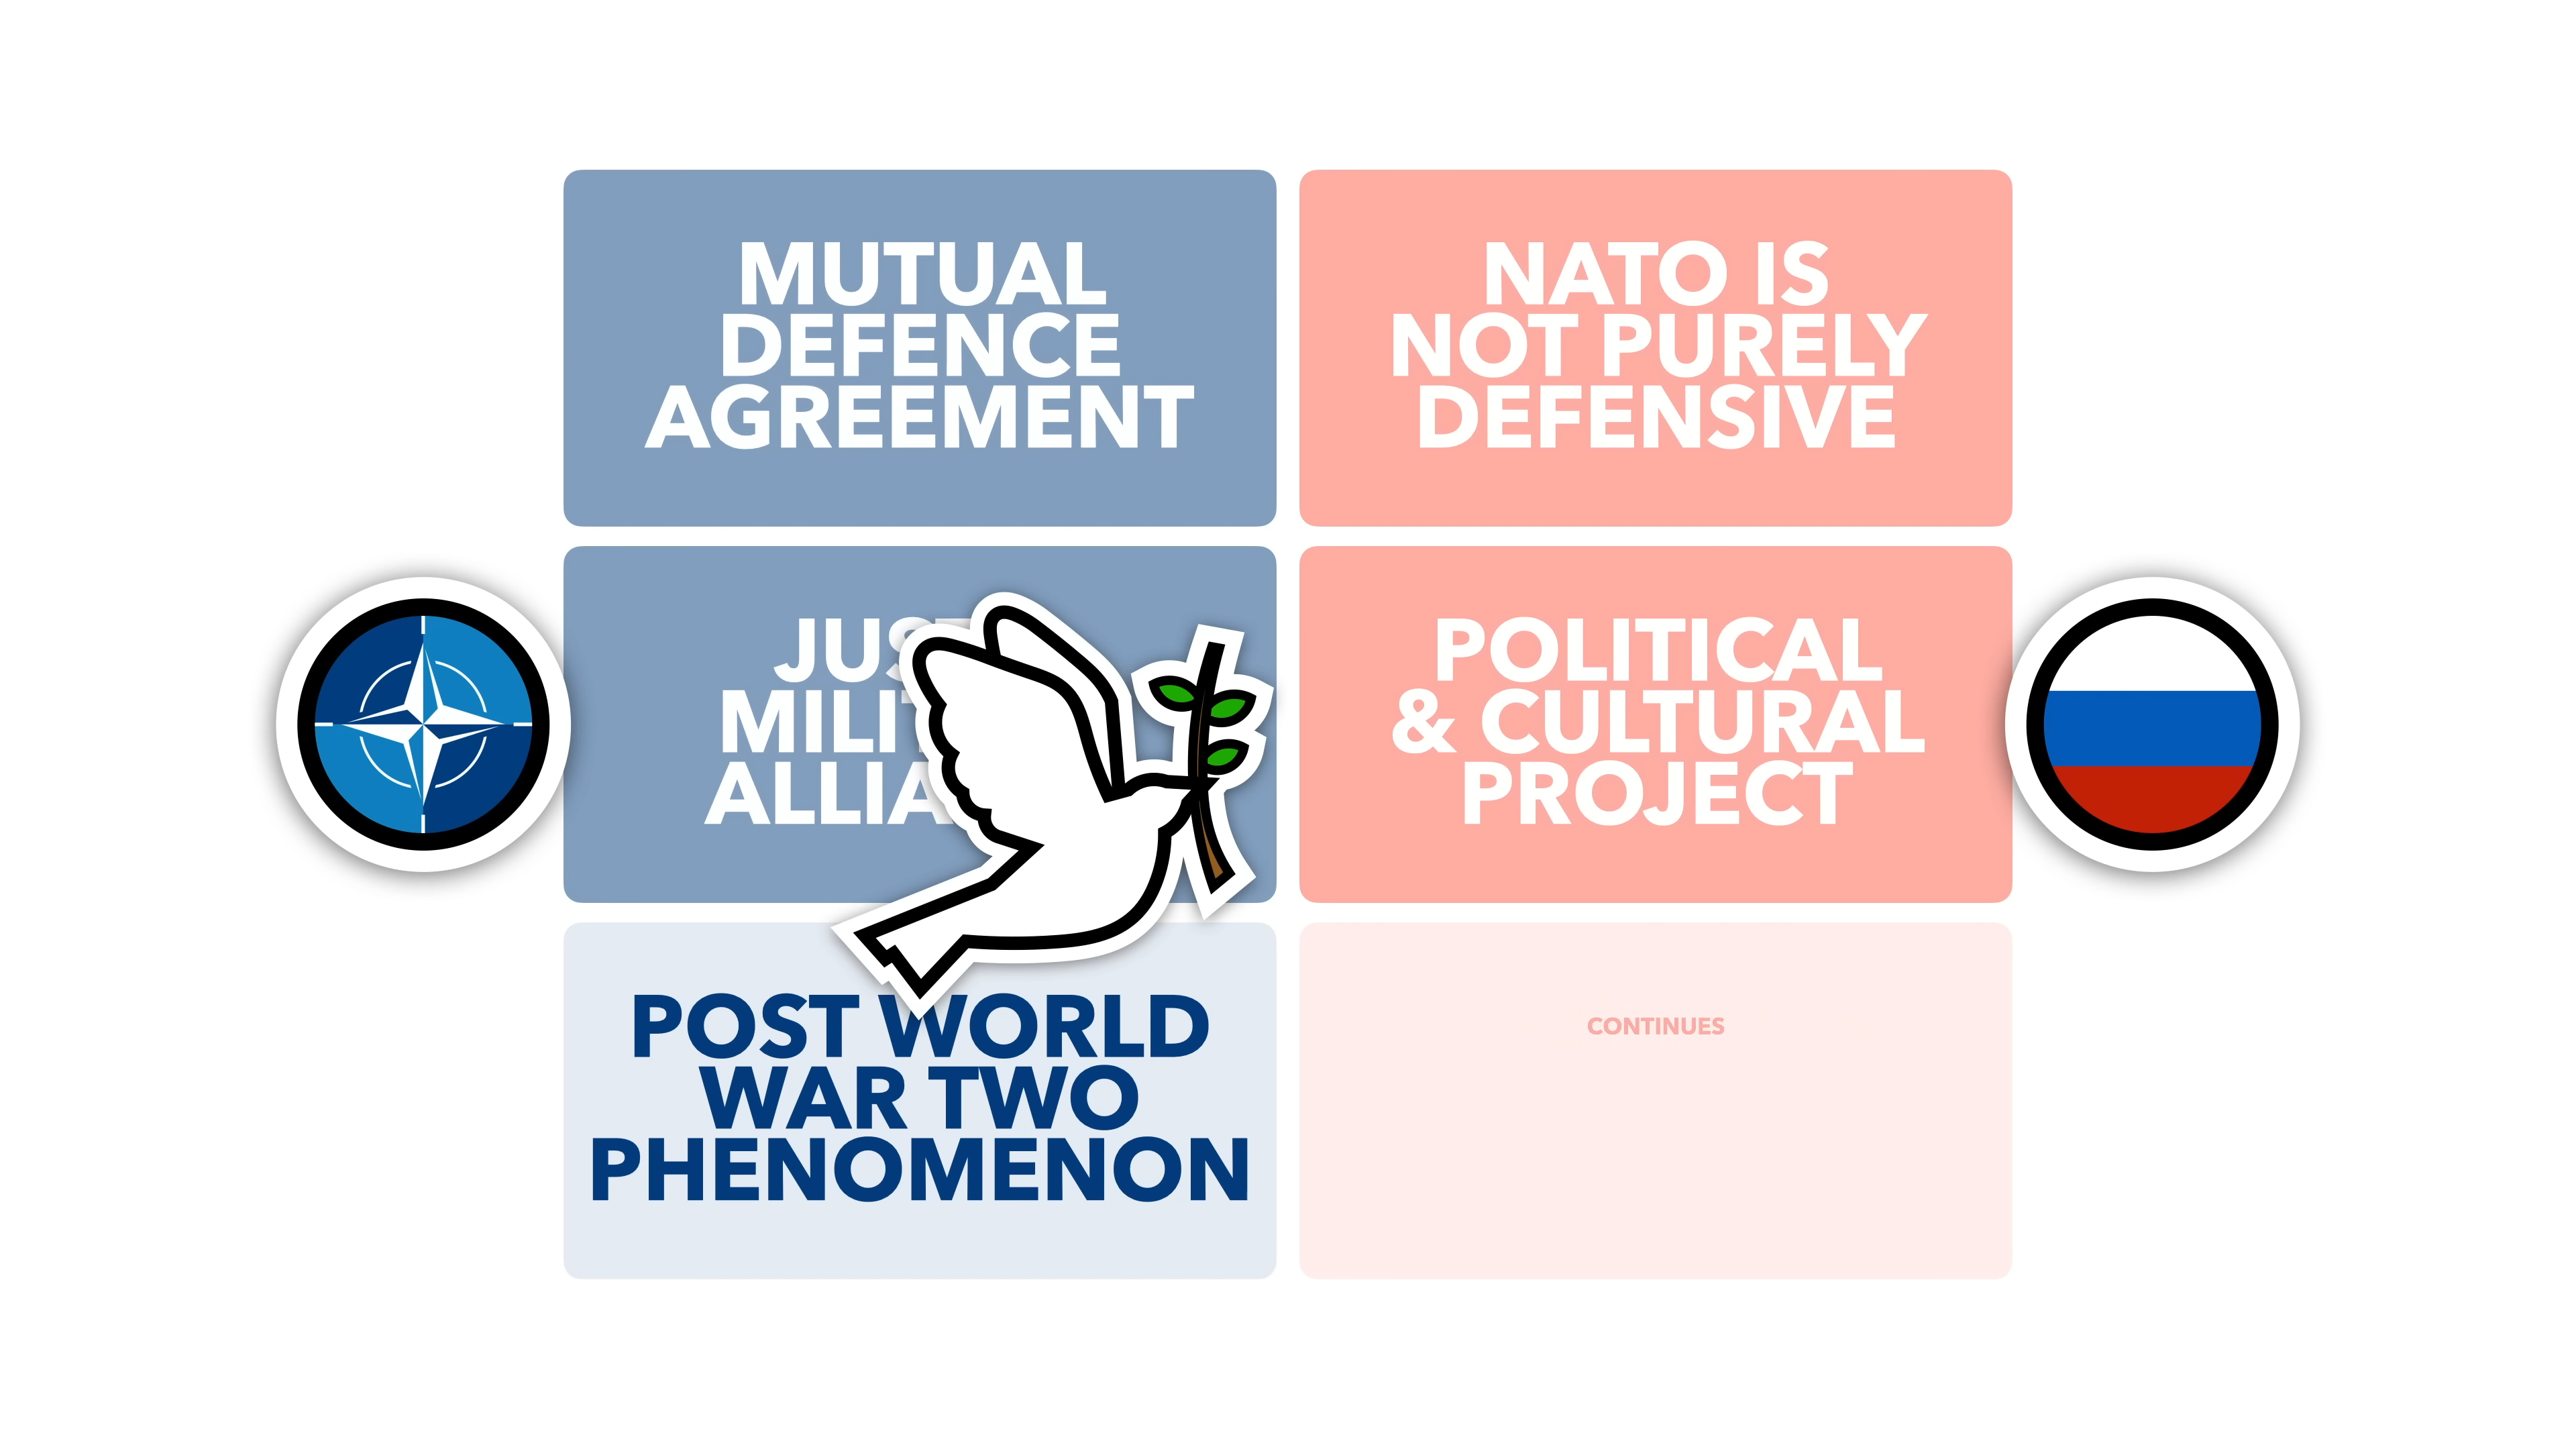 MUTUAL
DEFENCE
AGREEMENT
NATO IS
NOT PURELY
DEFENSIVE
POLITICAL
& CULTURAL
PROJECT
POST WORLD
WAR TWO
PHENOMENON
CONTINUES